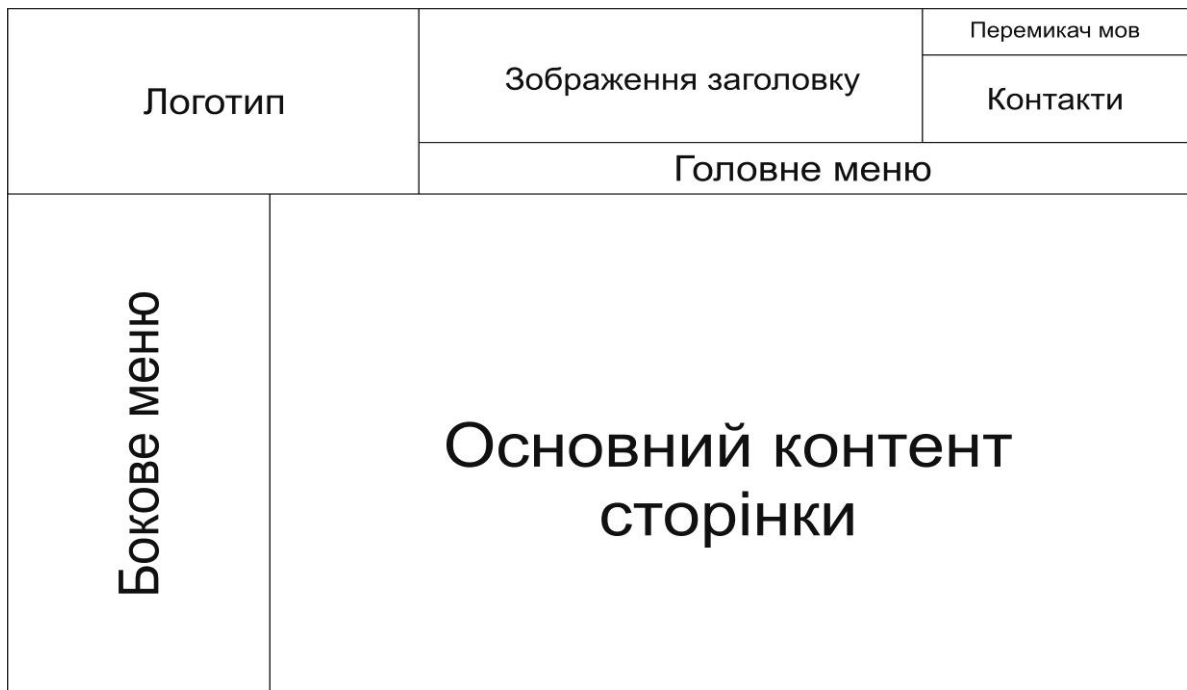 Логотип
Зображення заголовку
Перемикач мов
Контакти
Головне меню
Бокове меню
Основний контент
сторінки